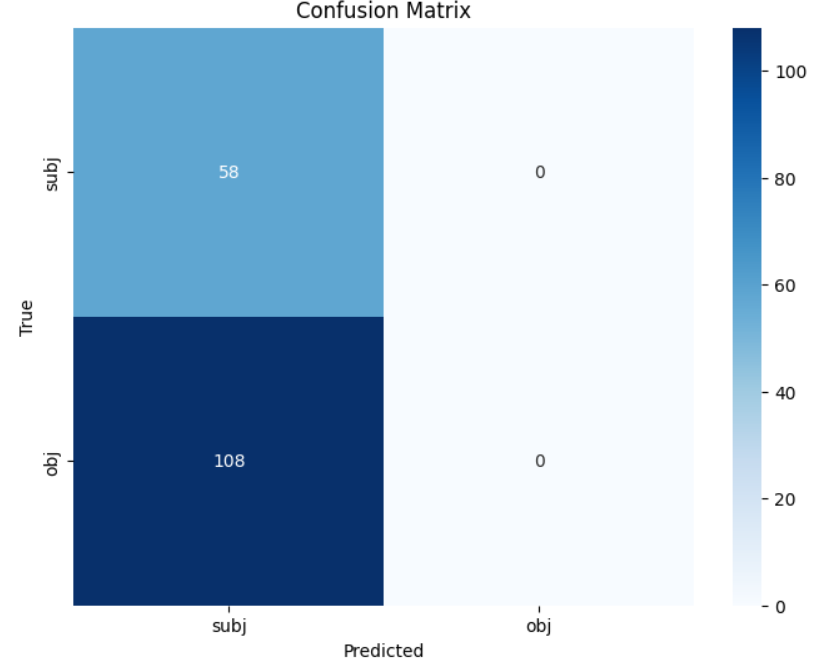 Confusion Matrix
subj
58
0
True
obj
108
0
subj
obj
Predicted
100
80
60
40
20
0